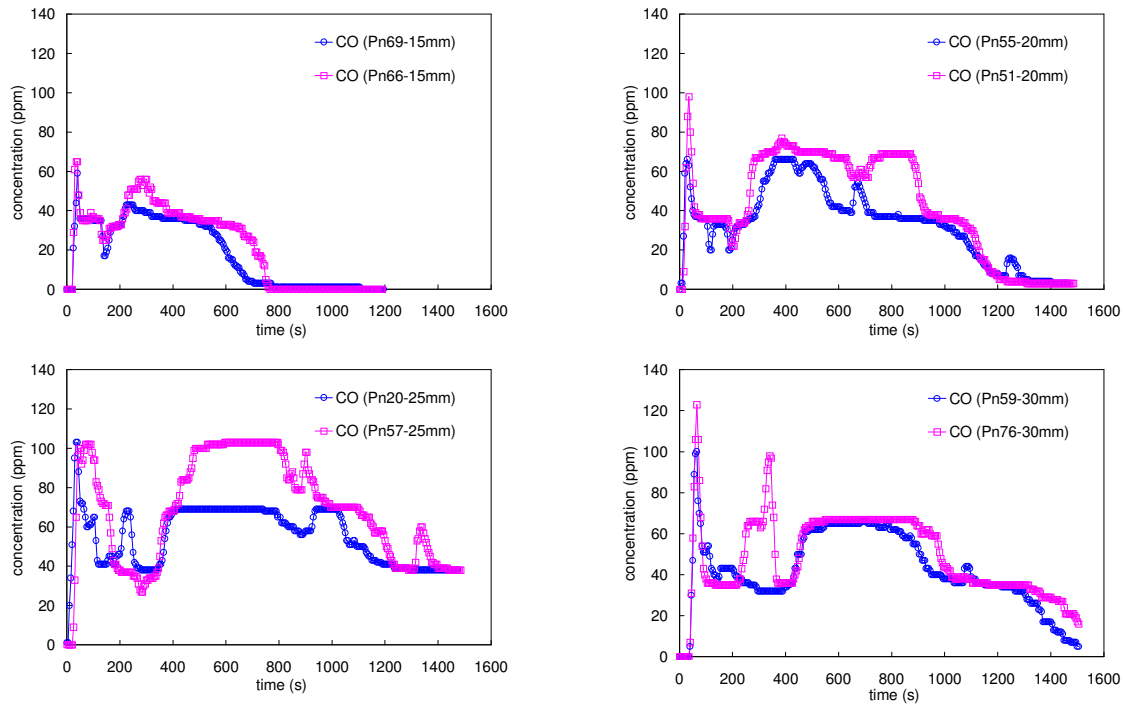 140
120
100
80
60
40
20
0
concentration (ppm)
CO (Pn69-15mm)
CO (Pn66-15mm)
0 200 400 600 800 1000 1200 1400 1600
time (s)
140
120
100
80
60
40
20
0
concentration (ppm)
CO (Pn55-20mm)
CO (Pn51-20mm)
0 200 400 600 800 1000 1200 1400 1600
time (s)
140
120
100
80
60
40
20
0
concentration (ppm)
CO (Pn20-25mm)
CO (Pn57-25mm)
0 200 400 600 800 1000 1200 1400 1600
time (s)
140
120
100
80
60
40
20
0
concentration (ppm)
CO (Pn59-30mm)
CO (Pn76-30mm)
0 200 400 600 800 1000 1200 1400 1600
time (s)